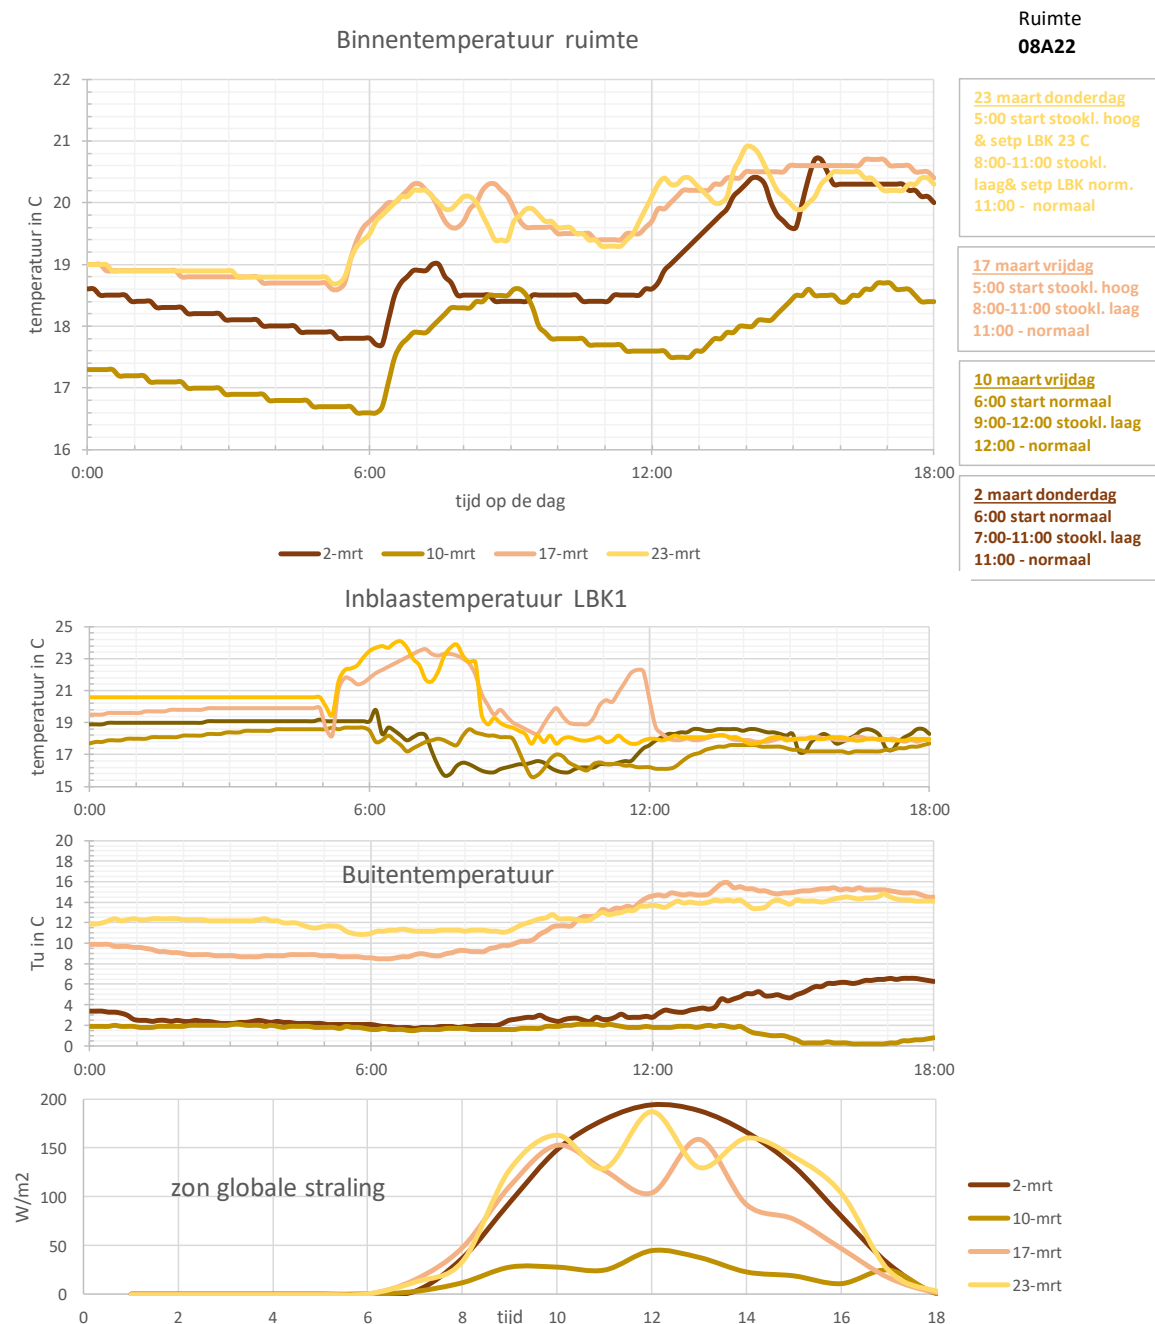 Binnentemperatuur ruimte
Ruimte
08A22
22
21
20
19
18
17
16
temperatuur in C
0:00
6:00
12:00
18:00
tijd op de dag
2-mrt
10-mrt
17-mrt
23-mrt
23 maart donderdag
5:00 start stookl. hoog
& setp LBK 23 C
8:00-11:00 stookl.
laag& setp LBK norm.
11:00 - normaal
17 maart vrijdag
5:00 start stookl. hoog
8:00-11:00 stookl. laag
11:00 - normaal
10 maart vrijdag
6:00 start normaal
9:00-12:00 stookl. laag
12:00 - normaal
2 maart donderdag
6:00 start normaal
7:00-11:00 stookl. laag
11:00 - normaal
Inblaastemperatuur LBK1
25
23
21
19
17
15
temperatuur in C
0:00
6:00
12:00
18:00
Buitentemperatuur
20
18
16
14
12
10
8
6
4
2
0
Tu in C
0:00
6:00
12:00
18:00
zon globale straling
200
150
100
50
0
W/m2
0
2
4
6
8
tijd
10
12
14
16
18
2-mrt
10-mrt
17-mrt
23-mrt